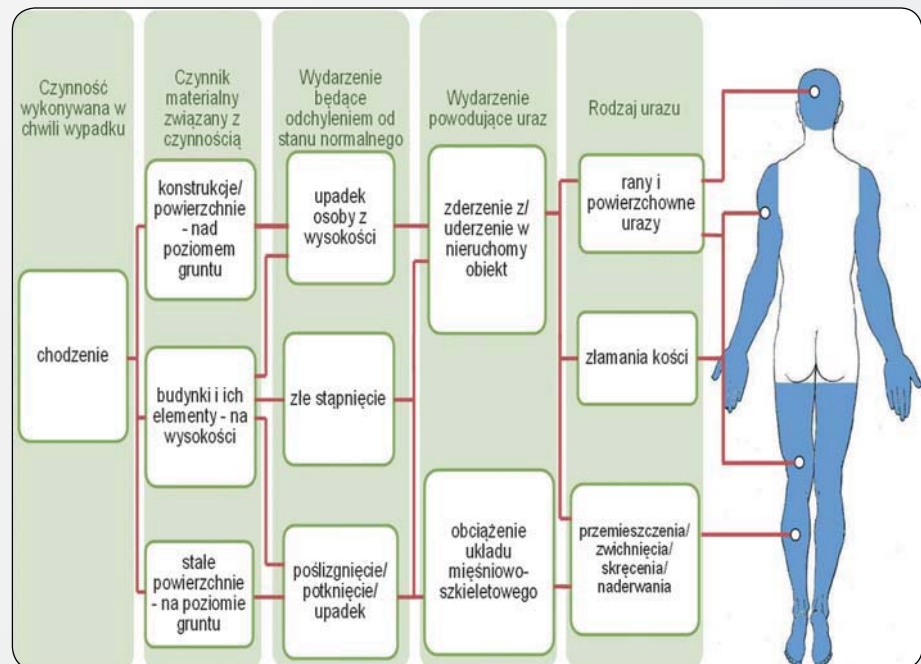 Czynność
wykonywana w
chwili wypadku
chodzenie
Czynnik
materialny
związany z
czynnością
konstrukcje/
powierzchnie
- nad
poziomem
gruntu
budynki i ich
elementy - na
wysokości
stałe
powierzchnie
- na poziomie
gruntu
Wydarzenie
będące
odchyleniem od
stanu normalnego
upadek
osoby z
wysokości
złe stąpnięcie
poślizgnięcie/
potknięcie/
upadek
Wydarzenie
powodujące uraz
zderzenie z/
uderzenie w
nieruchomy
obiekt
obciążenie
układu
mięśniowo-
szkieletowego
Rodzaj urazu
rany i
powierzchowne
urazy
złamania kości
przemieszczenia/
zwichnięcia/
skręcenia/
naderwania